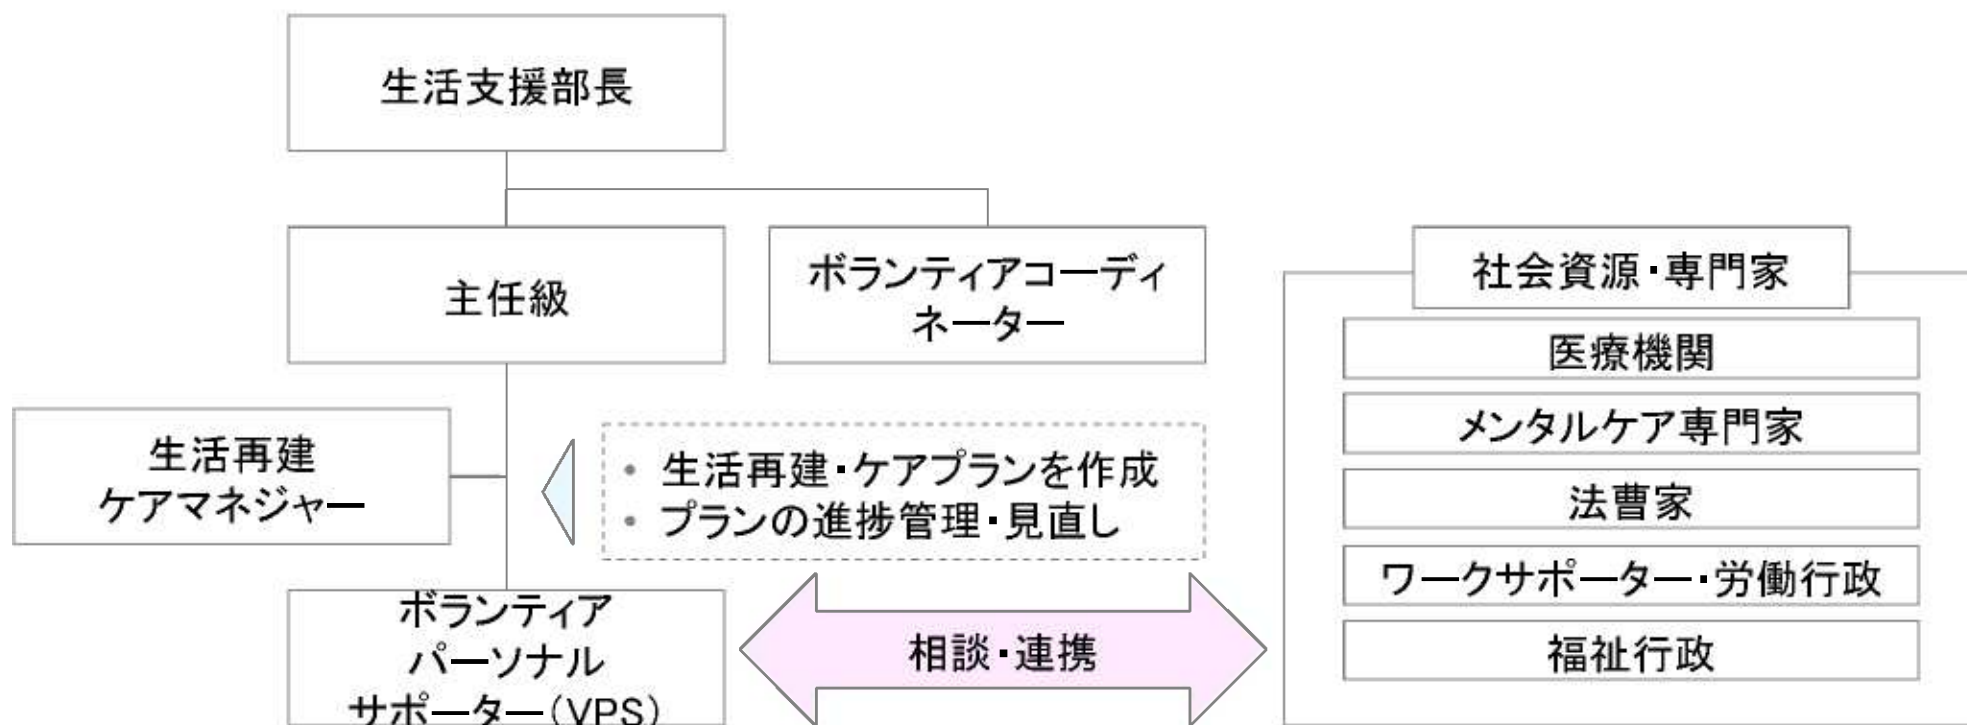 生活支援部長
主任級
ボランティアコーディ
ネーター
生活再建
ケアマネジャー
• 生活再建・ケアプランを作成
• プランの進捗管理・見直し
ボランティア
パーソナル
サポーター(VPS)
相談・連携
社会資源・専門家
医療機関
メンタルケア専門家
法曹家
ワークサポーター・労働行政
福祉行政